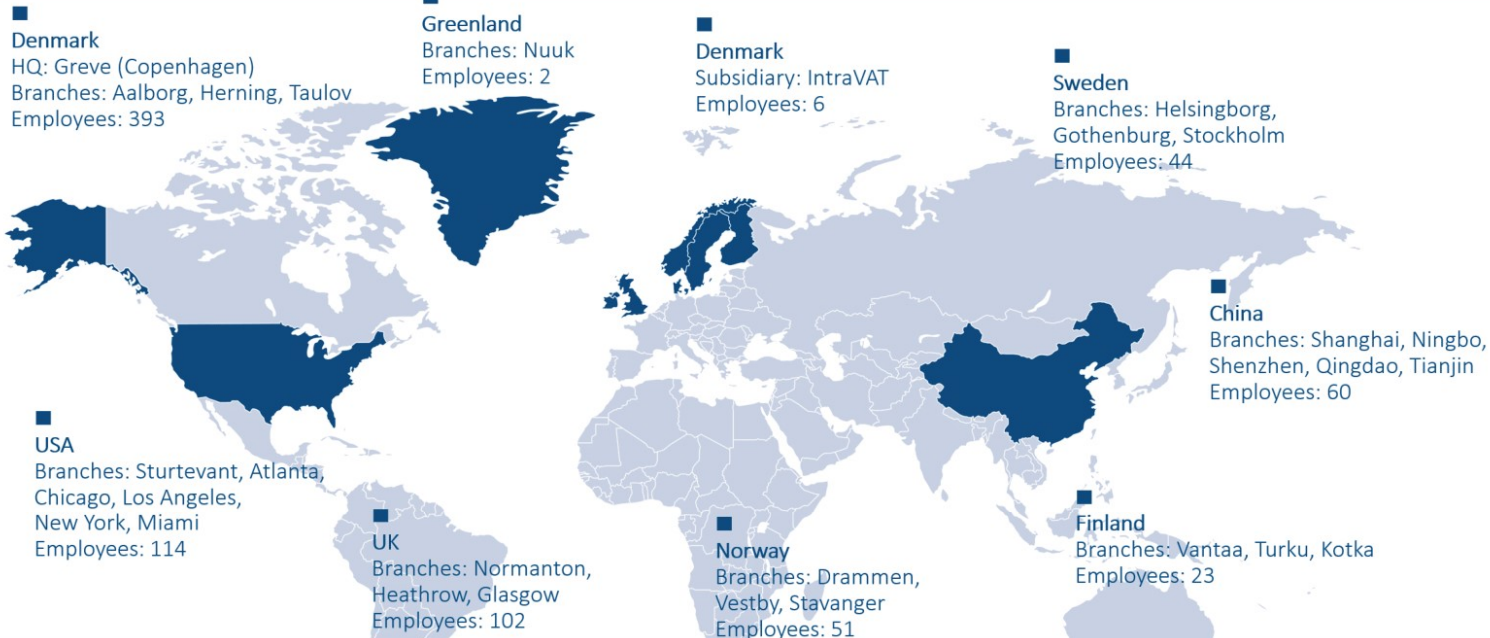 Denmark
HQ: Greve (Copenhagen)
Branches: Aalborg, Herning, Taulov
Employees: 393
Greenland
Branches: Nuuk
Employees: 2
Denmark
Subsidiary: IntraVAT
Employees: 6
Sweden
Branches: Helsingborg,
Gothenburg, Stockholm
Employees: 44
China
Branches: Shanghai, Ningbo,
Shenzhen, Qingdao, Tianjin
Employees: 60
USA
Branches: Sturtevant, Atlanta,
Chicago, Los Angeles,
New York, Miami
Employees: 114
UK
Branches: Normanton,
Heathrow, Glasgow
Employees: 102
Norway
Branches: Drammen,
Vestby, Stavanger
Employees: 51
Finland
Branches: Vantaa, Turku, Kotka
Employees: 23